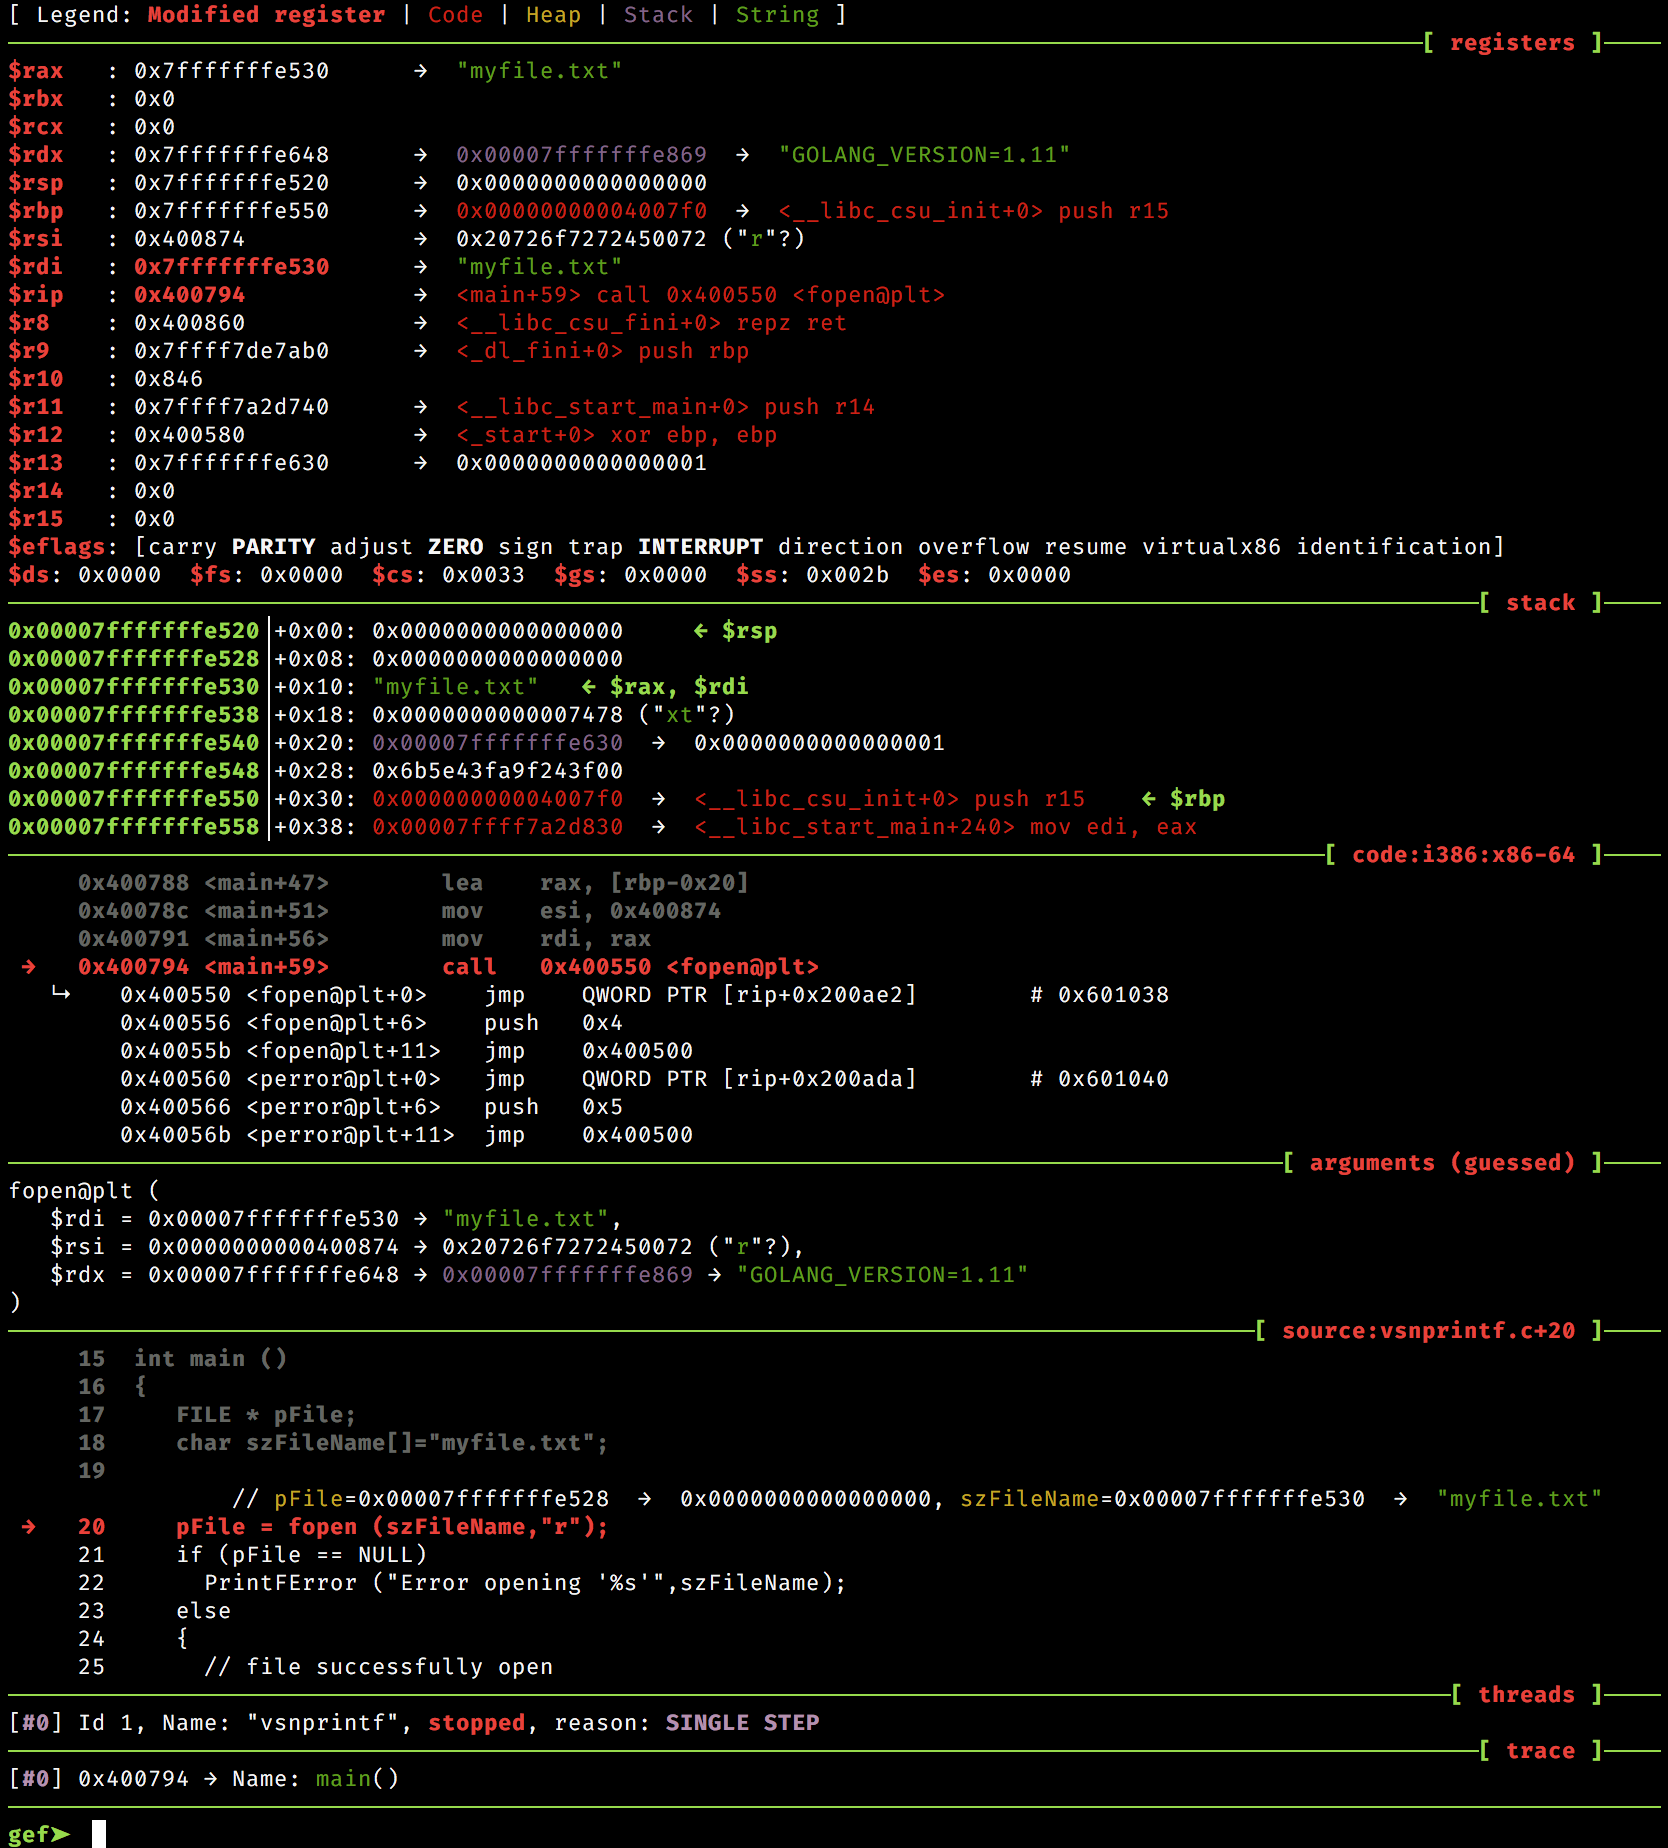 [ Legend: Modified register | Code | Heap | Stack | String ]
[ registers ]
$rax   : 0x7fffffffe530      →  "myfile.txt"
$rbx   : 0x0
$rcx   : 0x0
$rdx   : 0x7fffffffe648      →  0x00007fffffffe869  →  "GOLANG_VERSION=1.11"
$rsp   : 0x7fffffffe520      →  0x0000000000000000
$rbp   : 0x7fffffffe550      →  0x00000000004007f0  →  <__libc_csu_init+0> push r15
$rsi   : 0x400874            →  0x20726f7272450072 ("r"?)
$rdi   : 0x7fffffffe530      →  "myfile.txt"
$rip   : 0x400794            →  <main+59> call 0x400550 <fopen@plt>
$r8    : 0x400860            →  <__libc_csu_fini+0> repz ret
$r9    : 0x7ffff7de7ab0      →  <_dl_fini+0> push rbp
$r10   : 0x846
$r11   : 0x7ffff7a2d740      →  <__libc_start_main+0> push r14
$r12   : 0x400580            →  <_start+0> xor ebp, ebp
$r13   : 0x7fffffffe630      →  0x0000000000000001
$r14   : 0x0
$r15   : 0x0
$eflags: [carry PARITY adjust ZERO sign trap INTERRUPT direction overflow resume virtualx86 identification]
$ds: 0x0000  $fs: 0x0000  $cs: 0x0033  $gs: 0x0000  $ss: 0x002b  $es: 0x0000
[ stack ]
0x00007fffffffe520│+0x00: 0x0000000000000000     ← $rsp
0x00007fffffffe528│+0x08: 0x0000000000000000
0x00007fffffffe530│+0x10: "myfile.txt"   ← $rax, $rdi
0x00007fffffffe538│+0x18: 0x0000000000007478 ("xt"?)
0x00007fffffffe540│+0x20: 0x00007fffffffe630  →  0x0000000000000001
0x00007fffffffe548│+0x28: 0x6b5e43fa9f243f00
0x00007fffffffe550│+0x30: 0x00000000004007f0  →  <__libc_csu_init+0> push r15    ← $rbp
0x00007fffffffe558│+0x38: 0x00007ffff7a2d830  →  <__libc_start_main+240> mov edi, eax
[ code:i386:x86-64 ]
0x400788 <main+47>        lea    rax, [rbp-0x20]
0x40078c <main+51>        mov    esi, 0x400874
0x400791 <main+56>        mov    rdi, rax
→   0x400794 <main+59>        call   0x400550 <fopen@plt>
↳    0x400550 <fopen@plt+0>    jmp    QWORD PTR [rip+0x200ae2]        # 0x601038
0x400556 <fopen@plt+6>    push   0x4
0x40055b <fopen@plt+11>   jmp    0x400500
0x400560 <perror@plt+0>   jmp    QWORD PTR [rip+0x200ada]        # 0x601040
0x400566 <perror@plt+6>   push   0x5
0x40056b <perror@plt+11>  jmp    0x400500
[ arguments (guessed) ]
fopen@plt (
$rdi = 0x00007fffffffe530 → "myfile.txt",
$rsi = 0x0000000000400874 → 0x20726f7272450072 ("r"?),
$rdx = 0x00007fffffffe648 → 0x00007fffffffe869 → "GOLANG_VERSION=1.11"
)
[ source:vsnprintf.c+20 ]
15  int main ()
16  {
17     FILE * pFile;
18     char szFileName[]="myfile.txt";
19
// pFile=0x00007fffffffe528  →  0x0000000000000000, szFileName=0x00007fffffffe530  →  "myfile.txt"
→   20     pFile = fopen (szFileName,"r");
21     if (pFile == NULL)
22       PrintFError ("Error opening '%s'",szFileName);
23     else
24     {
25       // file successfully open
[ threads ]
[#0] Id 1, Name: "vsnprintf", stopped, reason: SINGLE STEP
[ trace ]
[#0] 0x400794 → Name: main()
gef➤